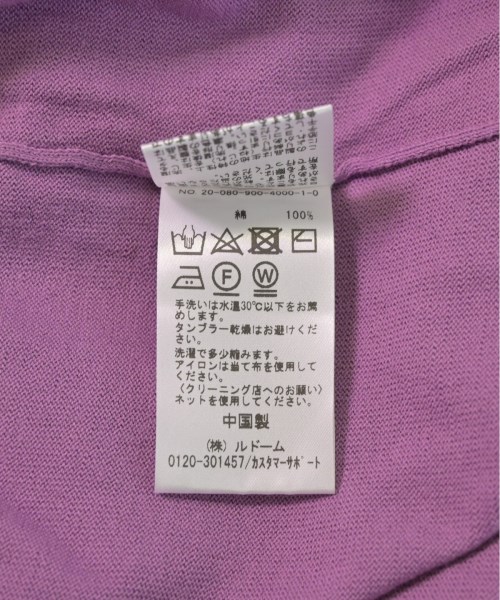 NO 20-080-900-4000-1-0
綿 100%
F W
手洗いは水温30℃以下をお薦
めします。
タンブラー乾燥はお避けくだ
さい。
洗濯で多少縮みます。
アイロンは当て布を使用して
ください。
〈クリーニング店へのお願い〉
ネットを使用してください。
中国製
(株) ルドーム
0120-301457/カスタマーサポート